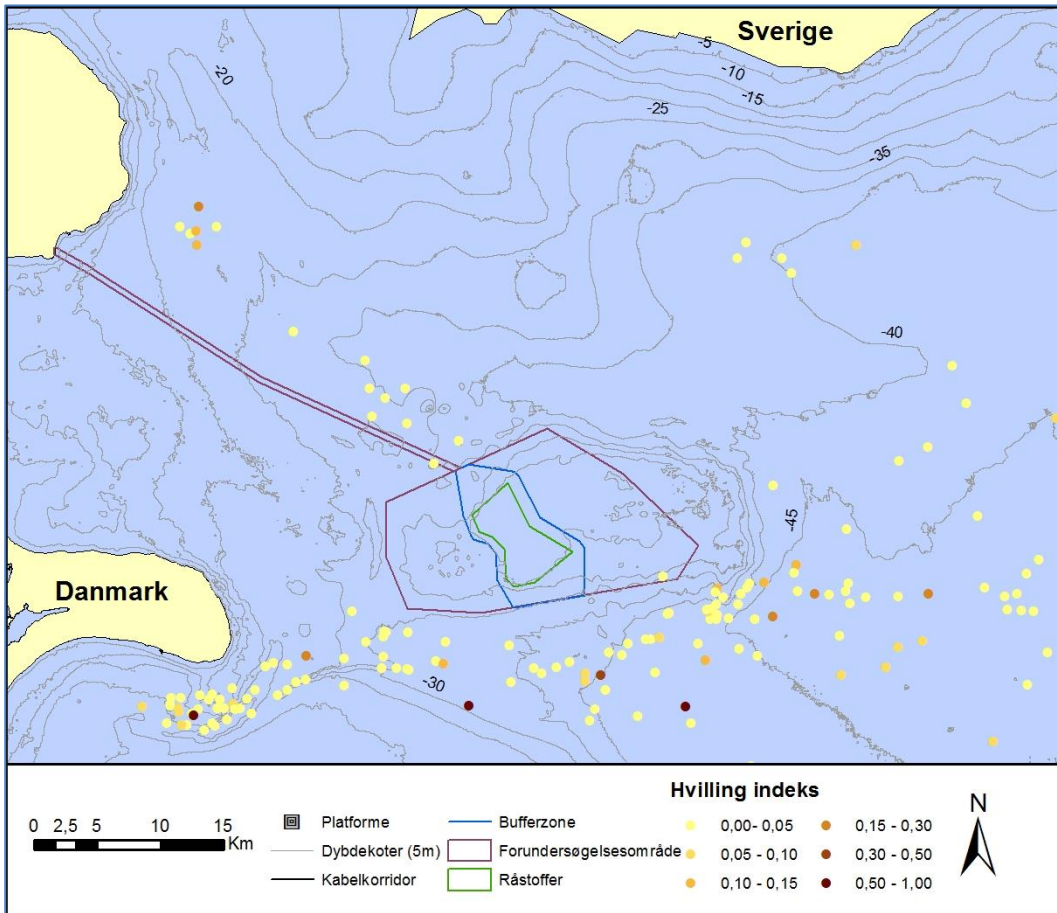 Sverige
-5
-10
-15
-20
-25
-35
-40
-45
Danmark
-30
Hvilling indeks
0 2,5 5 10 15
Km
Platforme
Dybdekoter (5m)
Kabelkorridor
Bufferzone
Forundersøgelsesområde
Råstoffer
0,00- 0,05
0,05 - 0,10
0,10 - 0,15
0,15 - 0,30
0,30 - 0,50
0,50 - 1,00
N